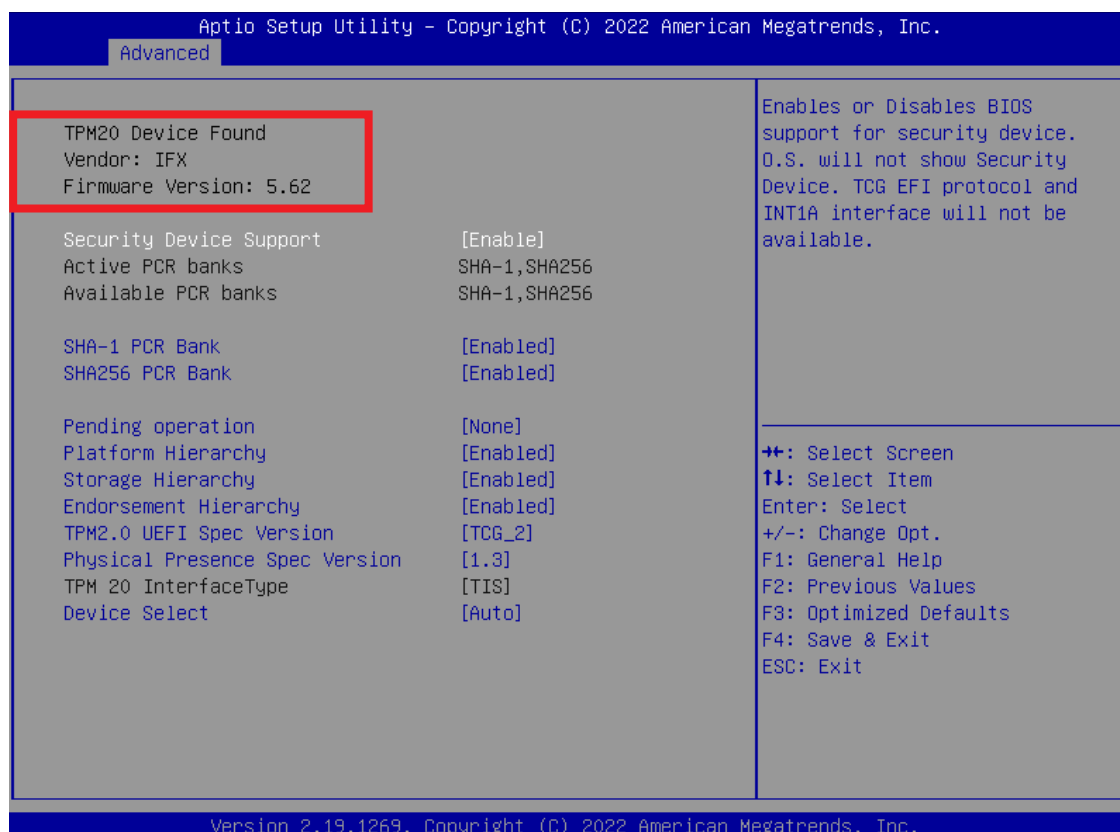 Aptio Setup Utility – Copyright (C) 2022 American Megatrends, Inc.
Advanced
TPM20 Device Found
Vendor: IFX
Firmware Version: 5.62
Security Device Support [Enable]
Active PCR banks SHA-1,SHA256
Available PCR banks SHA-1,SHA256
SHA-1 PCR Bank [Enabled]
SHA256 PCR Bank [Enabled]
Pending operation [None]
Platform Hierarchy [Enabled]
Storage Hierarchy [Enabled]
Endorsement Hierarchy [Enabled]
TPM2.0 UEFI Spec Version [TCG_2]
Physical Presence Spec Version [1.3]
TPM 20 InterfaceType [TIS]
Device Select [Auto]
Enables or Disables BIOS
support for security device.
O.S. will not show Security
Device. TCG EFI protocol and
INT1A interface will not be
available.
→←: Select Screen
↑↓: Select Item
Enter: Select
+/-: Change Opt.
F1: General Help
F2: Previous Values
F3: Optimized Defaults
F4: Save & Exit
ESC: Exit
Version 2.19.1269. Copyright (C) 2022 American Megatrends, Inc.